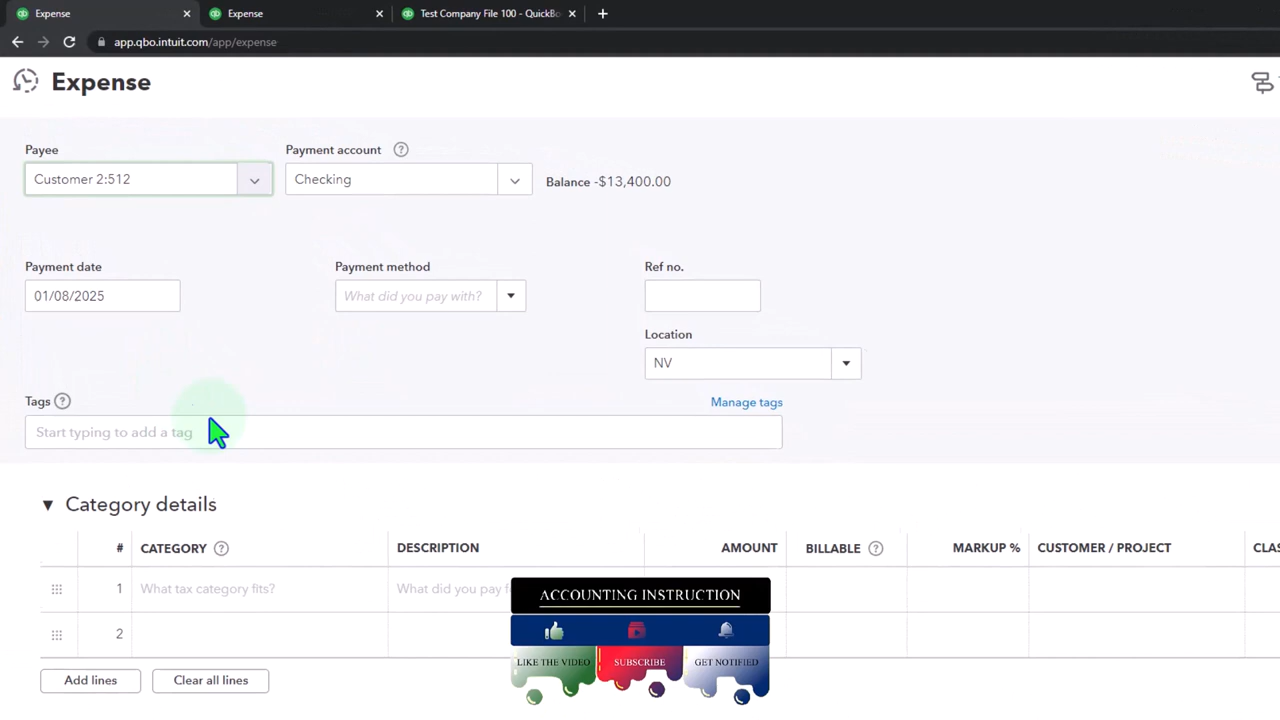 Expense
Expense
Test Company File 100 - QuickBo
app.qbo.intuit.com/app/expense
Expense
Payee
Payment account
Customer 2:512
Checking
Balance -$13,400.00
Payment date
Payment method
Ref no.
01/08/2025
What did you pay with?
Location
NV
Tags
Manage tags
Start typing to add a tag
Category details
# CATEGORY DESCRIPTION AMOUNT BILLABLE MARKUP % CUSTOMER / PROJECT CLAS
1 What tax category fits? What did you pay f
2
ACCOUNTING INSTRUCTION
LIKE THE VIDEO SUBSCRIBE GET NOTIFIED
Add lines Clear all lines